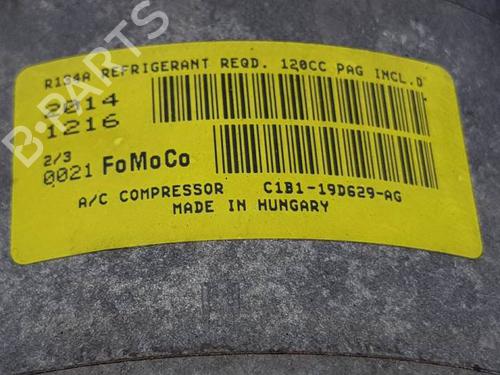 R134A REFRIGERANT REQD. 120CC PAG INCL.D
2014
1216
2/3
0021 FoMoCo
A/C COMPRESSOR C1B1-19D629-AG
MADE IN HUNGARY
B-PARTS